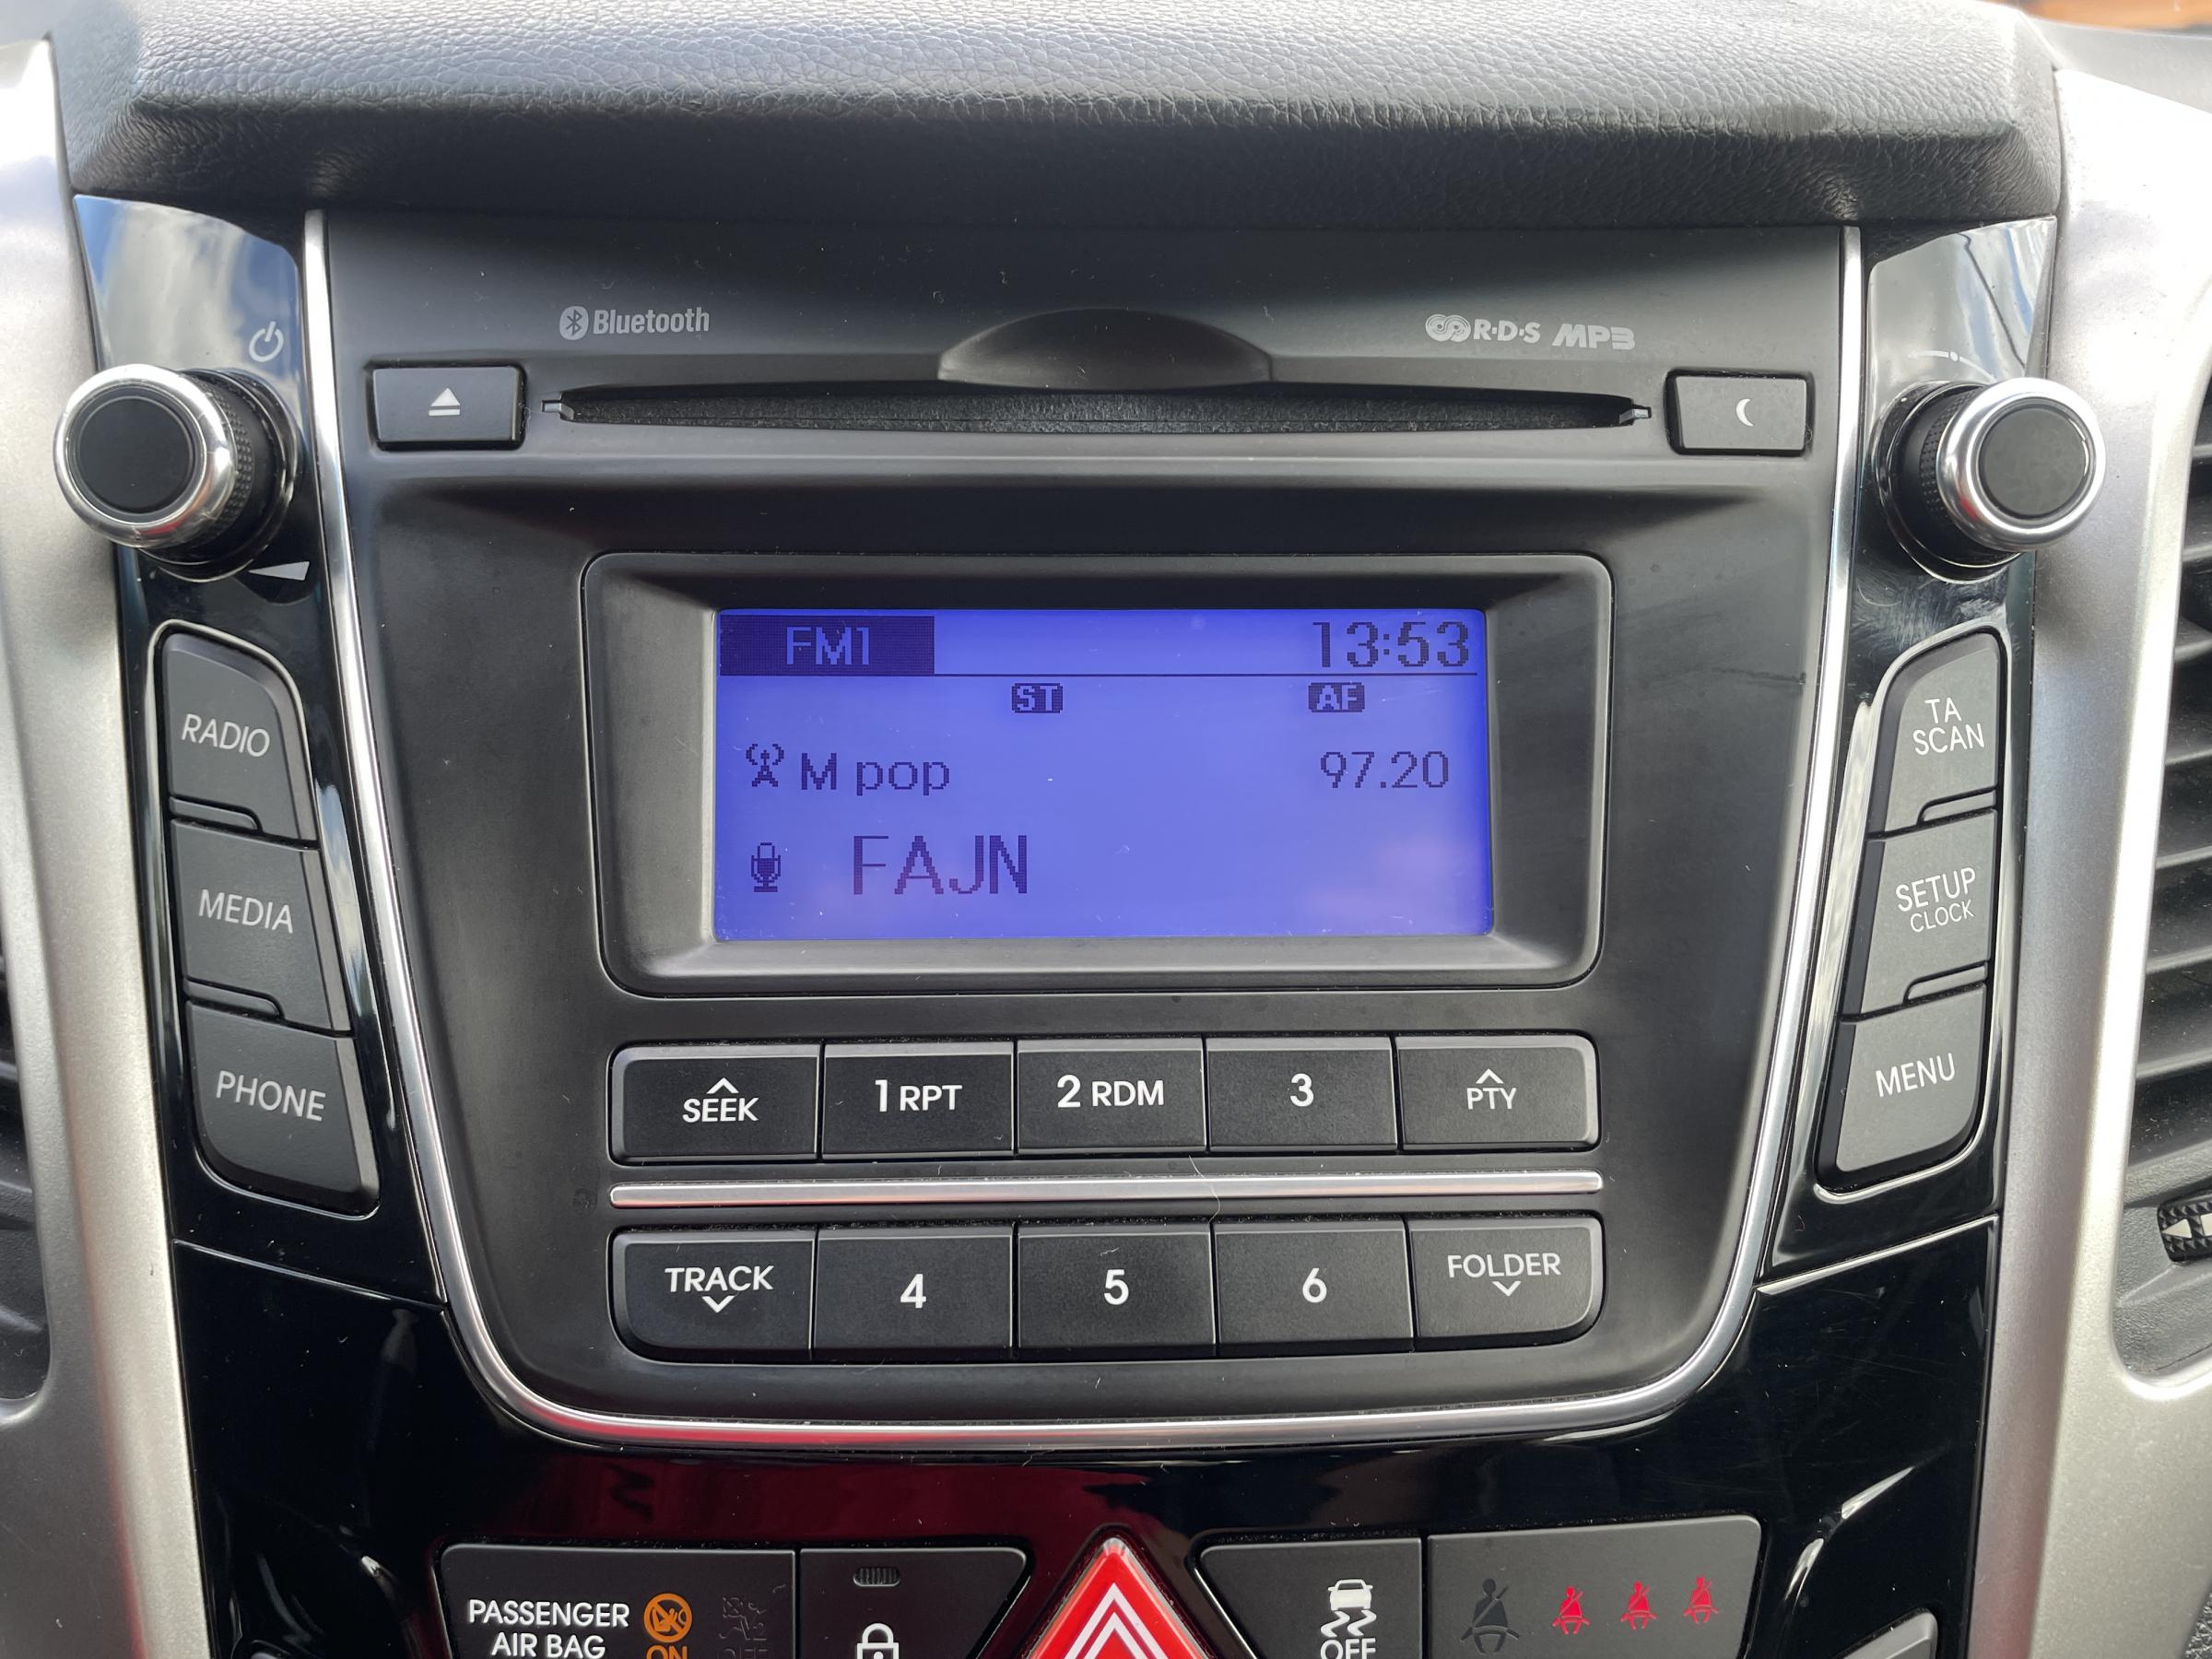 Bluetooth
R·D·S MP3
FM1 13:53
ST AF
M pop 97.20
FAJN
RADIO
MEDIA
PHONE
TA
SCAN
SETUP
CLOCK
MENU
SEEK 1 RPT 2 RDM 3 PTY
TRACK 4 5 6 FOLDER
PASSENGER
AIR BAG
ON
OFF
OFF